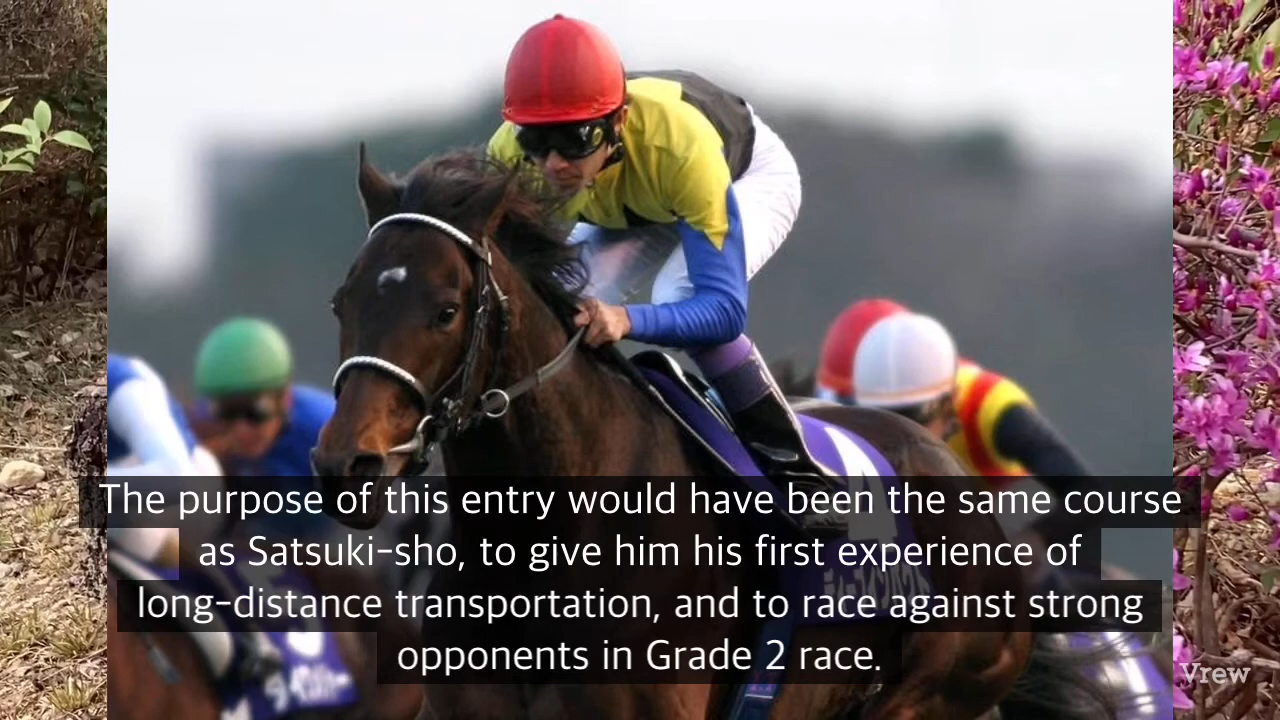 The purpose of this entry would have been the same course
as Satsuki-sho, to give him his first experience of
long-distance transportation, and to race against strong
opponents in Grade 2 race.
Vrew